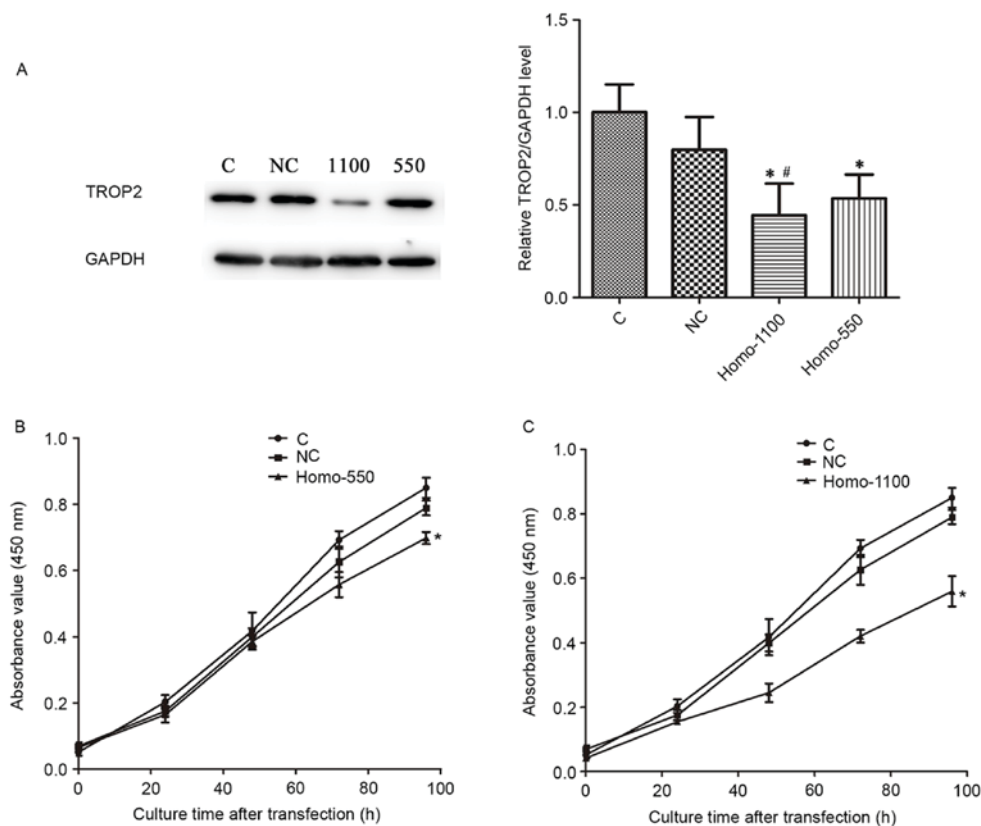 A
C NC 1100 550
TROP2
GAPDH
Relative TROP2/GAPDH level
1.5
1.0
0.5
0.0
* #
*
C
NC
Homo-1100
Homo-550
B
C
NC
Homo-550
Absorbance value (450 nm)
1.0
0.8
0.6
0.4
0.2
0.0
*
0 20 40 60 80 100
Culture time after transfection (h)
C
C
NC
Homo-1100
Absorbance value (450 nm)
1.0
0.8
0.6
0.4
0.2
0.0
*
0 20 40 60 80 100
Culture time after transfection (h)